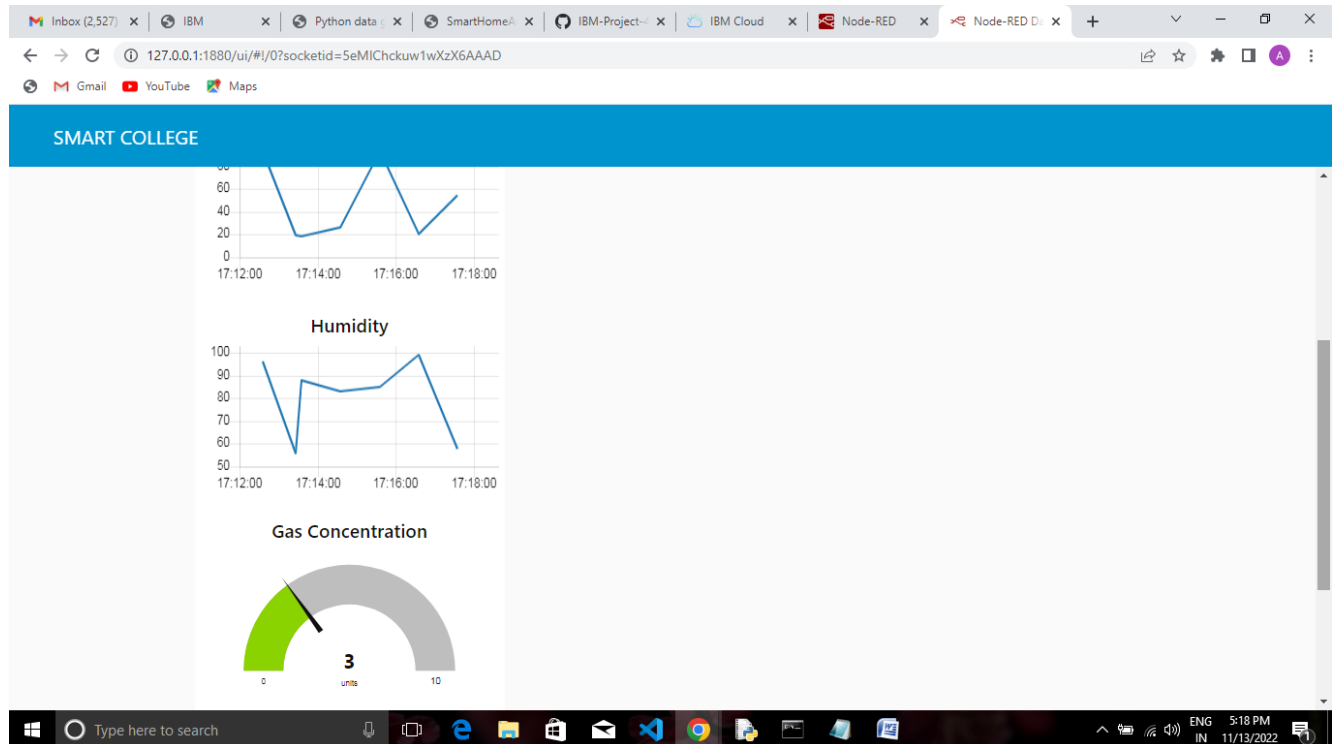 Inbox (2,527)
IBM
Python data g
SmartHomeA
IBM-Project-4
IBM Cloud
Node-RED
Node-RED Da
127.0.0.1:1880/ui/#!/0?socketid=5eMIChckuw1wXzX6AAAD
A
Gmail
YouTube
Maps
SMART COLLEGE
60
40
20
0
17:12:00 17:14:00 17:16:00 17:18:00
Humidity
100
90
80
70
60
50
17:12:00 17:14:00 17:16:00 17:18:00
Gas Concentration
3
0 units 10
Type here to search
ENG 5:18 PM
IN 11/13/2022
1